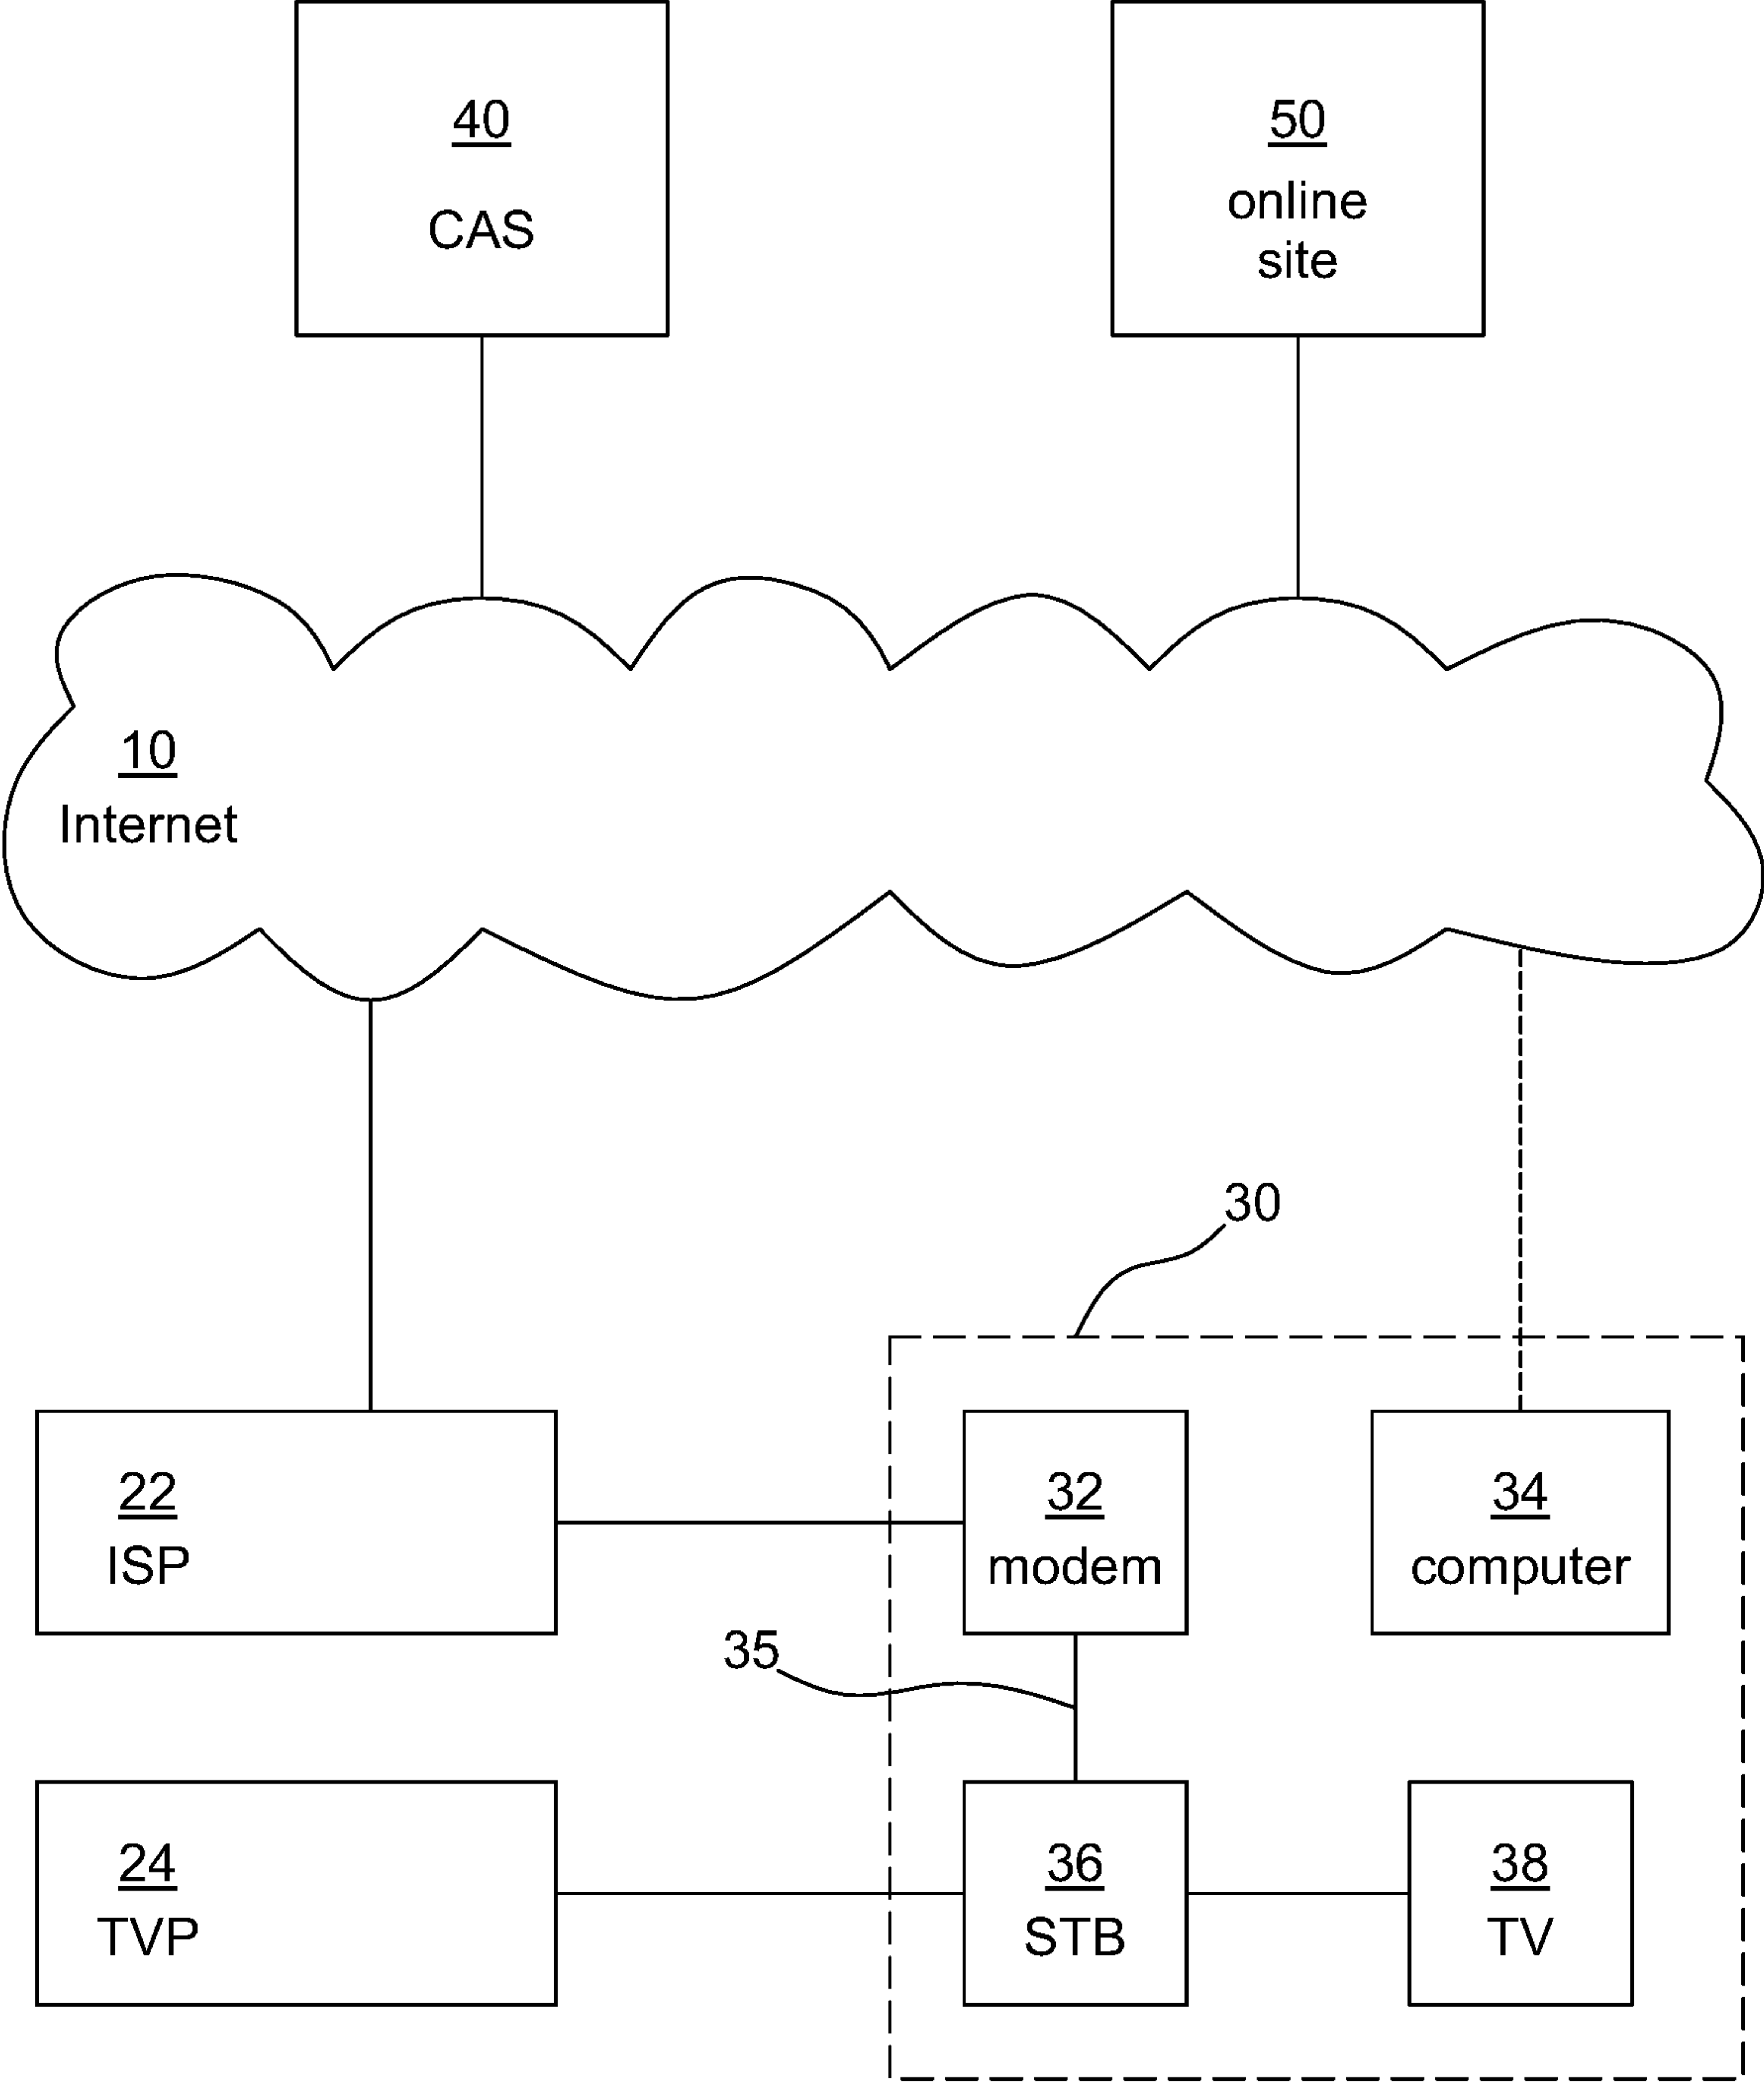 40
CAS
50
online
site
10
Internet
30
22
ISP
32
modem
34
computer
35
24
TVP
36
STB
38
TV